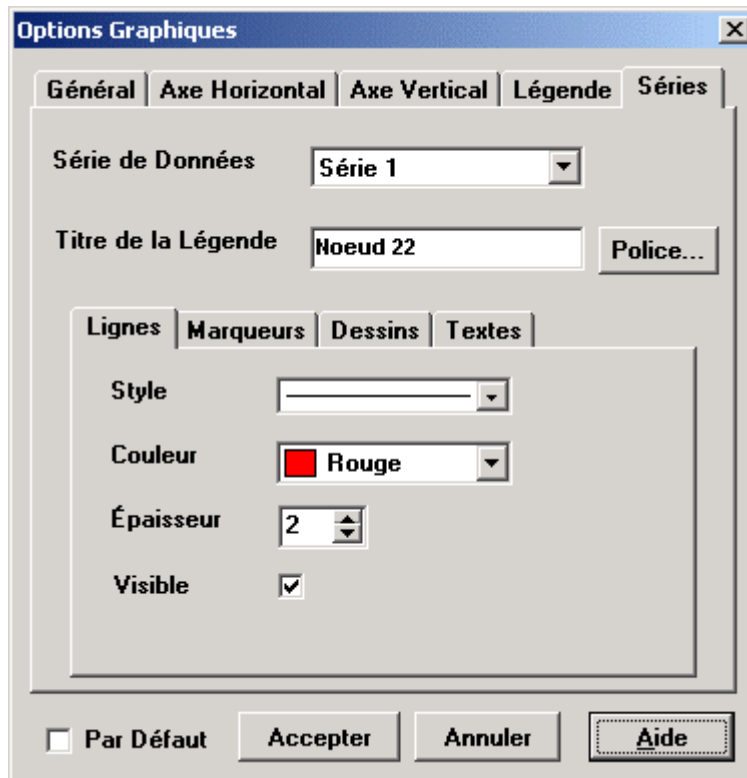 Options Graphiques
Général Axe Horizontal Axe Vertical Légende Séries
Série de Données Série 1
Titre de la Légende Noeud 22 Police...
Lignes Marqueurs Dessins Textes
Style
Couleur Rouge
Épaisseur 2
Visible
Par Défaut Accepter Annuler Aide